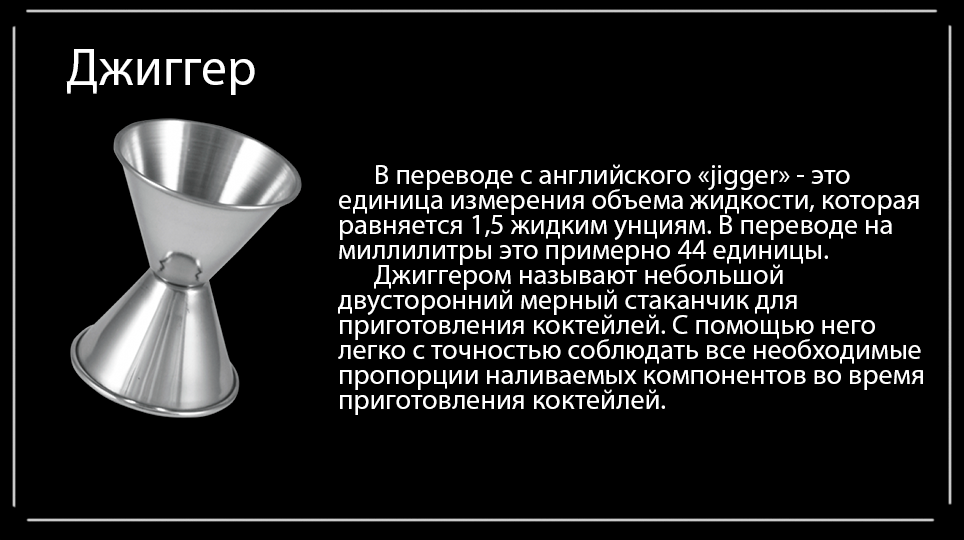 Джиггер
В переводе с английского «jigger» - это
единица измерения объема жидкости, которая
равняется 1,5 жидким унциям. В переводе на
миллилитры это примерно 44 единицы.
Джиггером называют небольшой
двусторонний мерный стаканчик для
приготовления коктейлей. С помощью него
легко с точностью соблюдать все необходимые
пропорции наливаемых компонентов во время
приготовления коктейлей.